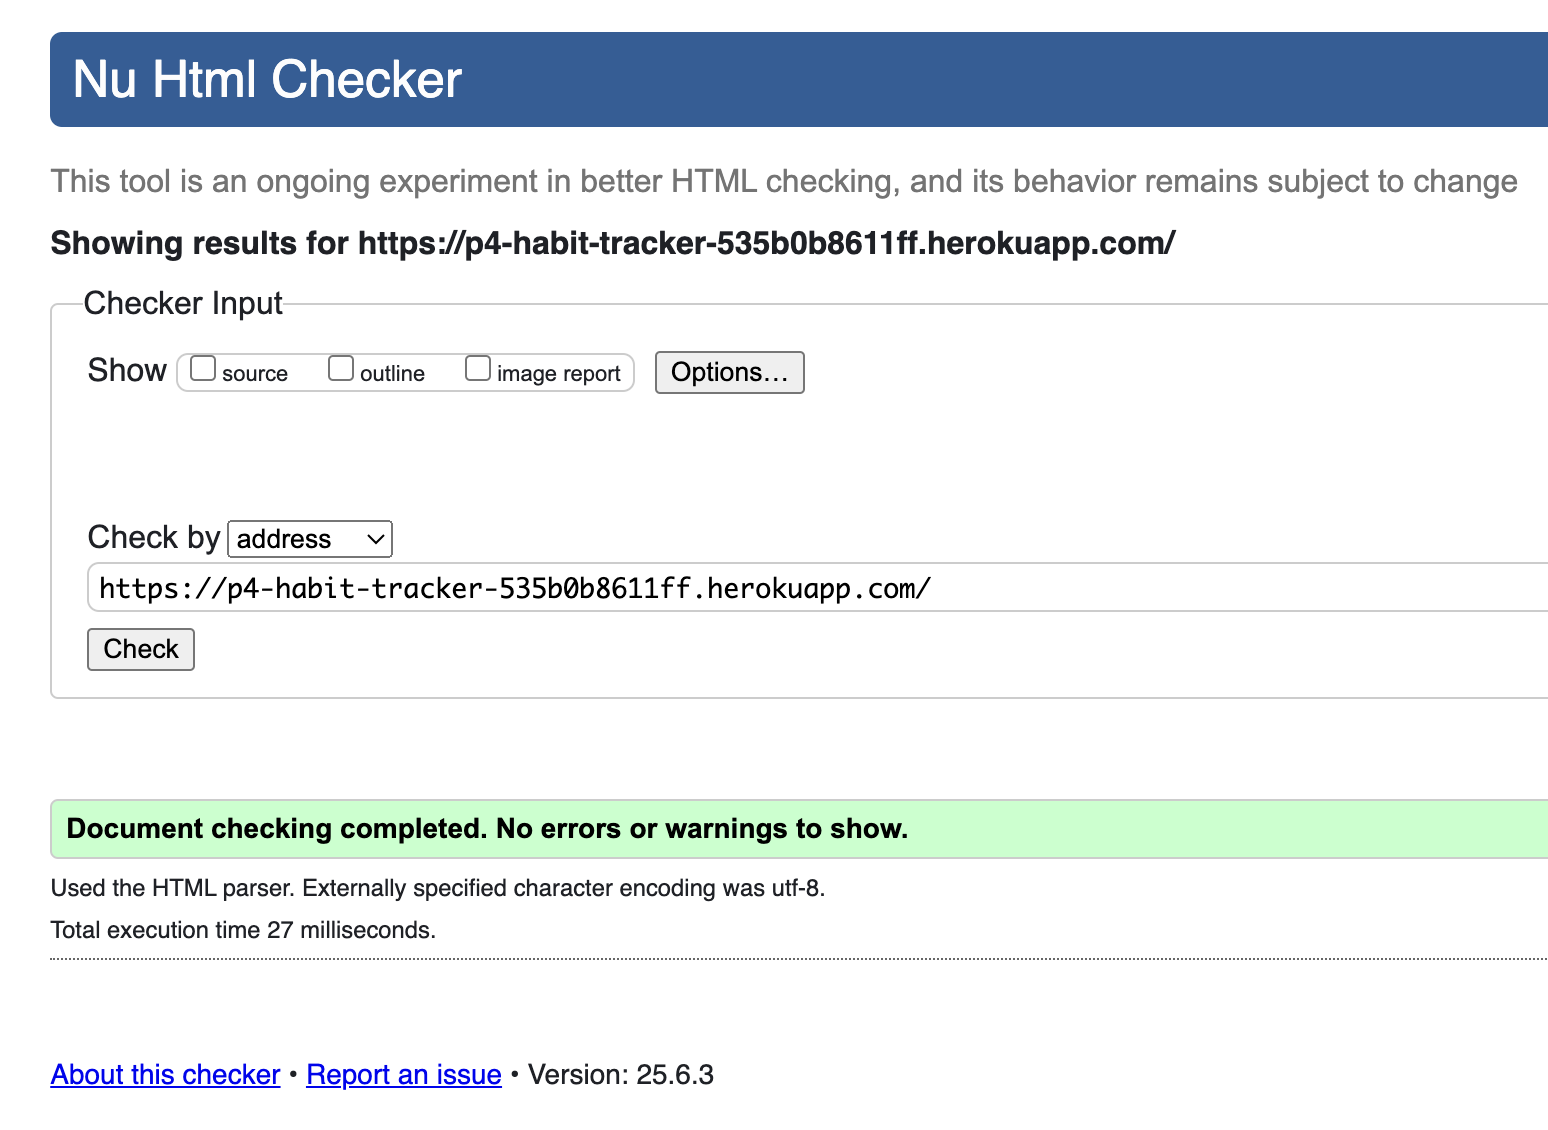 Nu Html Checker
This tool is an ongoing experiment in better HTML checking, and its behavior remains subject to change
Showing results for https://p4-habit-tracker-535b0b8611ff.herokuapp.com/
Checker Input
Show source outline image report Options…
Check by address
https://p4-habit-tracker-535b0b8611ff.herokuapp.com/
Check
Document checking completed. No errors or warnings to show.
Used the HTML parser. Externally specified character encoding was utf-8.
Total execution time 27 milliseconds.
About this checker • Report an issue • Version: 25.6.3